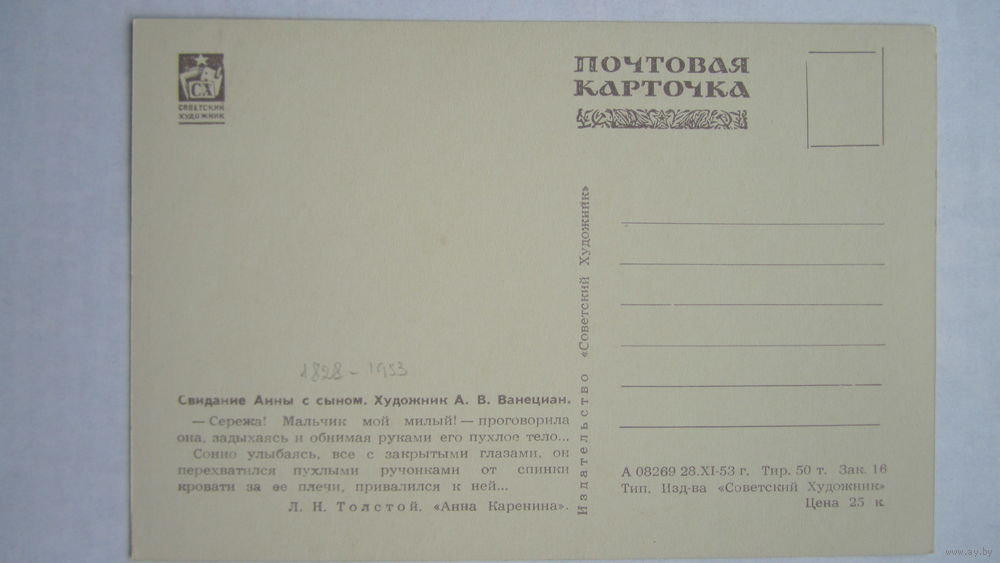 СХ
СОВЕТСКИЙ
ХУДОЖНИК
ПОЧТОВАЯ
КАРТОЧКА
1828 - 1953
Свидание Анны с сыном. Художник А. В. Ванециан.
— Сережа! Мальчик мой милый! — проговорила
она, задыхаясь и обнимая руками его пухлое тело...
Сонно улыбаясь, все с закрытыми глазами, он
перехватился пухлыми ручонками от спинки
кровати за ее плечи, привалился к ней...
Л. Н. Толстой. «Анна Каренина».
Издательство «Советский Художник»
А 08269 28.XI-53 г. Тир. 50 т. Зак. 16
Тип. Изд-ва «Советский Художник»
Цена 25 к
www.ay.by